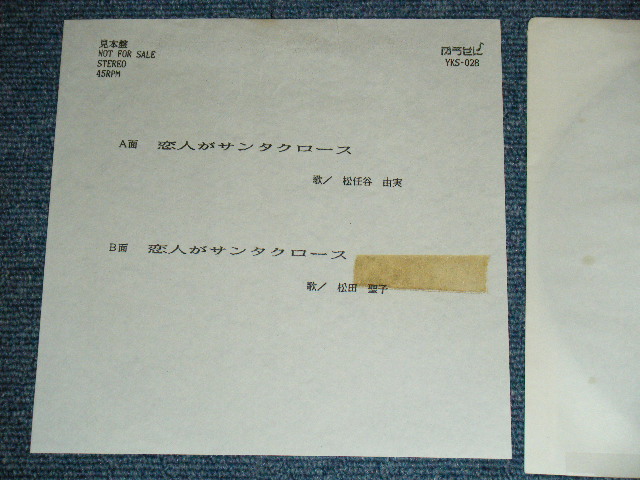 見本盤
NOT FOR SALE
STEREO
45RPM
YKS-028
A面 恋人がサンタクロース
歌／ 松任谷 由実
B面 恋人がサンタクロース
歌／ 松田 聖子